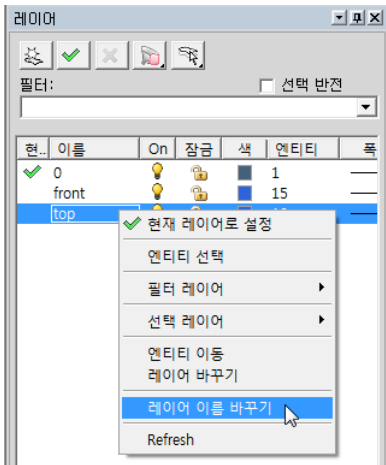 레이어
필터:
선택 반전
현.. 이름 On 잠금 색 엔티티 폭
0 1
front 15
top
현재 레이어로 설정
엔티티 선택
필터 레이어
선택 레이어
엔티티 이동
레이어 바꾸기
레이어 이름 바꾸기
Refresh